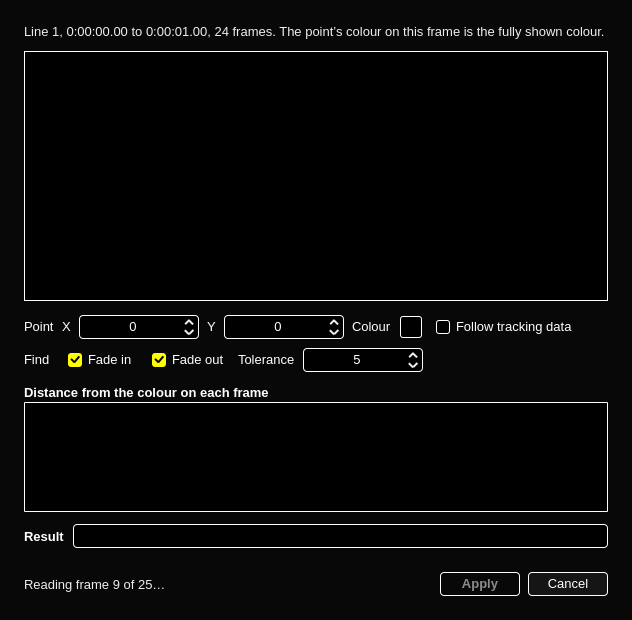 Line 1, 0:00:00.00 to 0:00:01.00, 24 frames. The point's colour on this frame is the fully shown colour.
Point X 0 Y 0 Colour Follow tracking data
Find Fade in Fade out Tolerance 5
Distance from the colour on each frame
Result
Reading frame 9 of 25… Apply Cancel